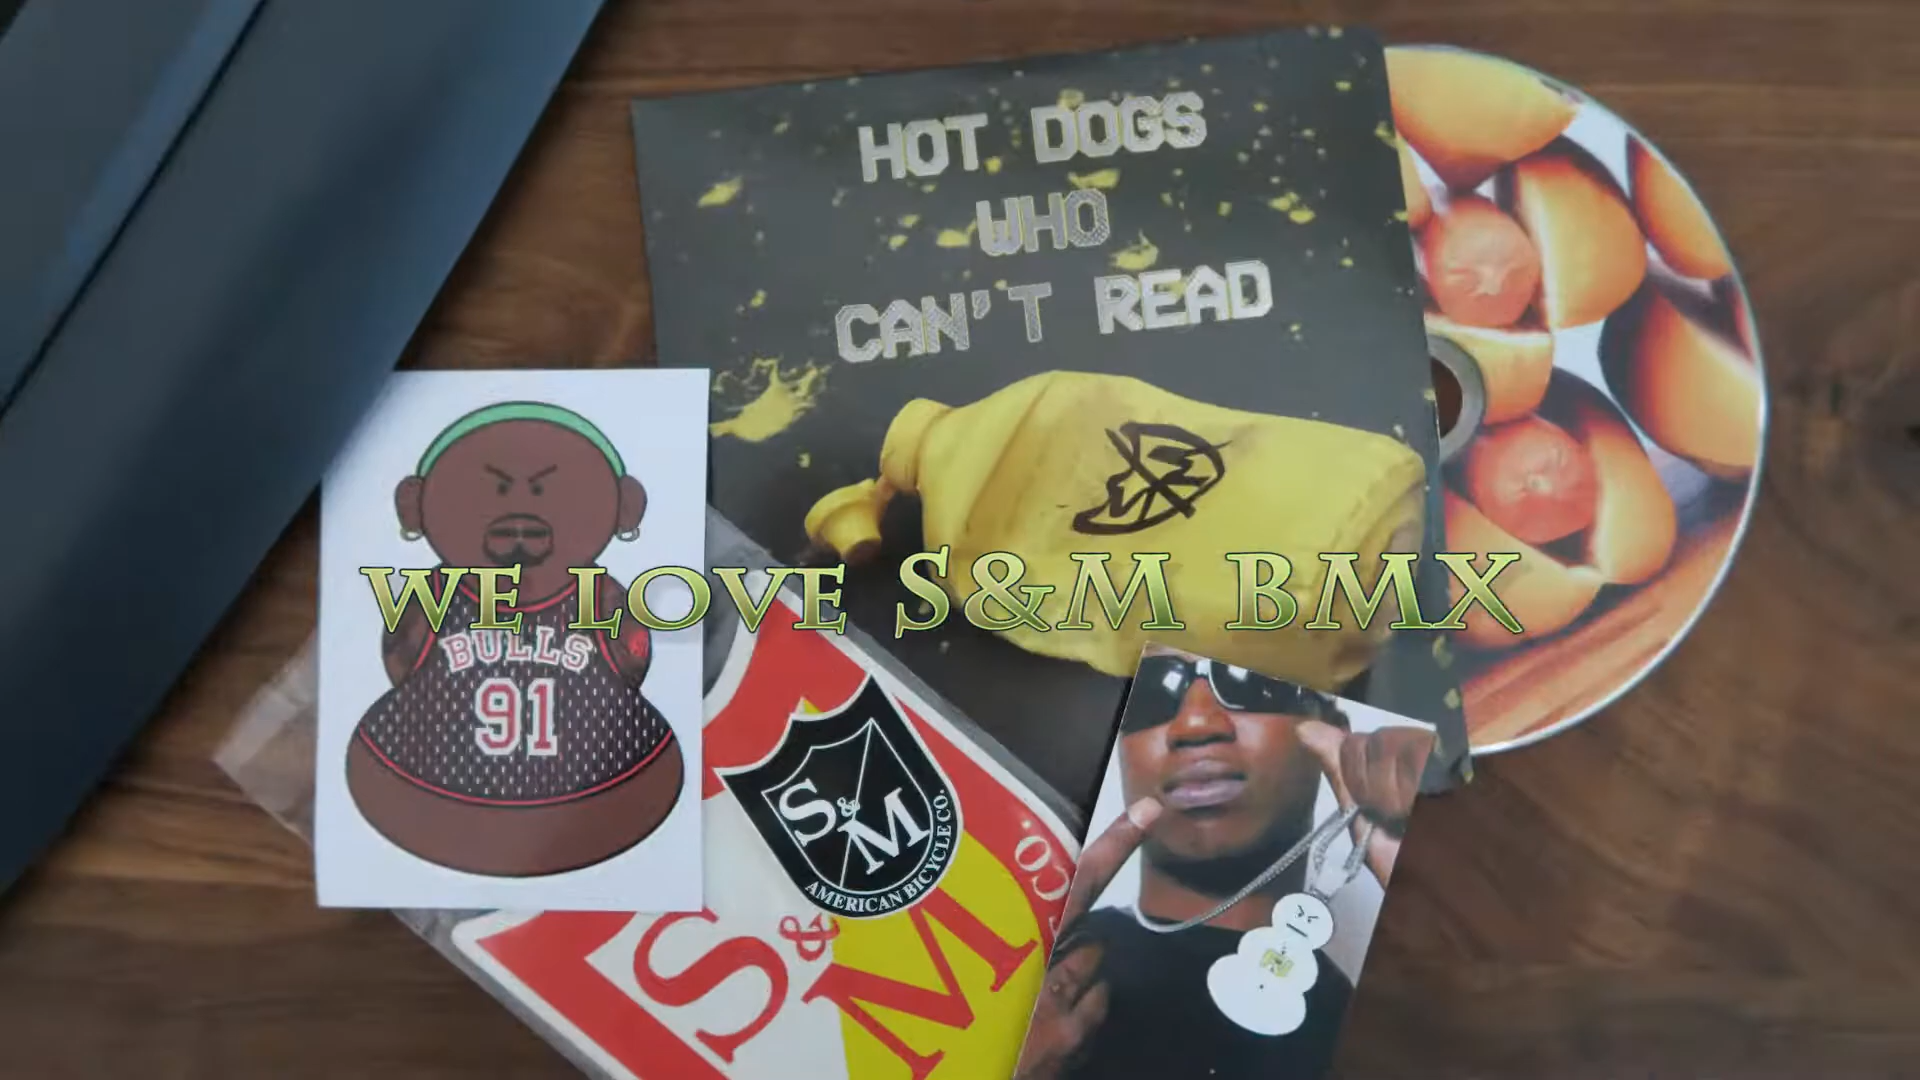 HOT DOGS
WHO
CAN'T READ
WE LOVE S&M BMX
BULLS
91
S&M
AMERICAN BICYCLE CO.
S&M
CO.